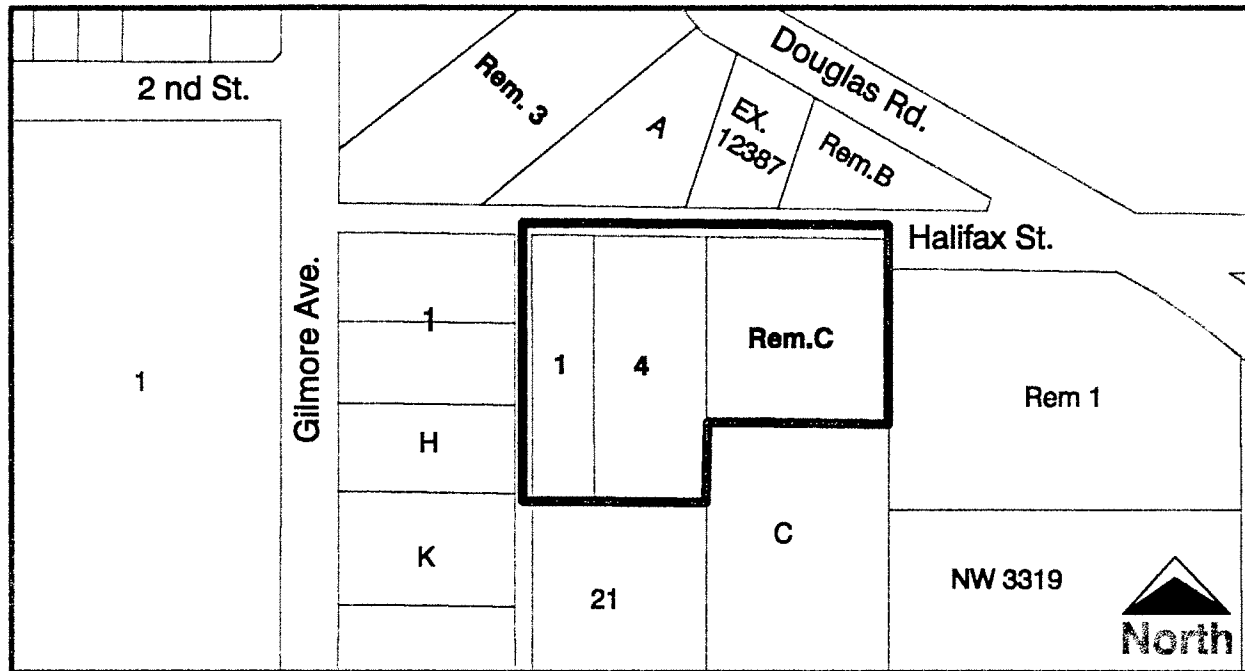 2 nd St.
Rem. 3
A
EX.
12387
Rem.B
Douglas Rd.
Halifax St.
Gilmore Ave.
1
1
H
K
1
4
Rem.C
Rem 1
21
C
NW 3319
North